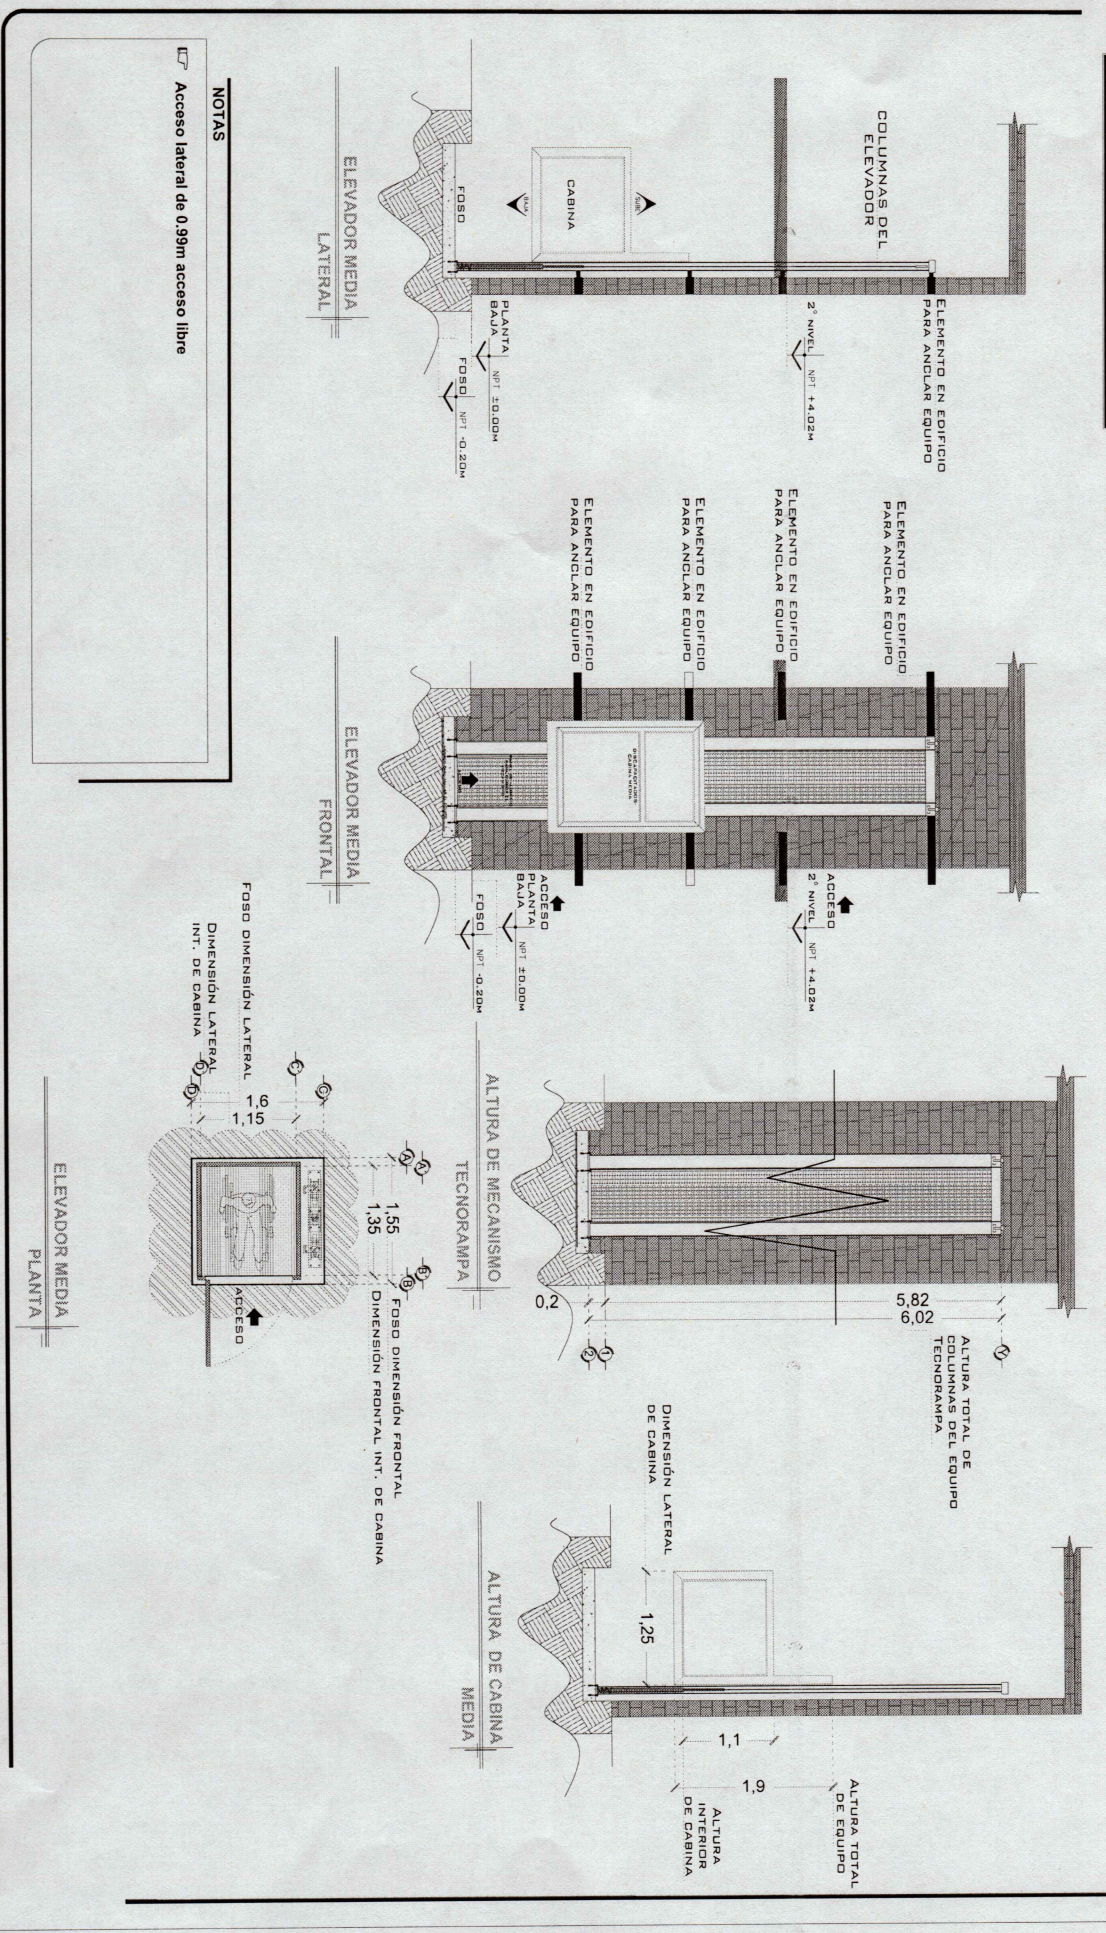 COLUMNAS DEL
ELEVADOR
CABINA
SUBE
BAJA
FOSO
ELEMENTO EN EDIFICIO
PARA ANCLAR EQUIPO
2° NIVEL NPT +4.02M
PLANTA
BAJA NPT ±0.00M
FOSO NPT -0.20M
ELEVADOR MEDIA
LATERAL
ELEMENTO EN EDIFICIO
PARA ANCLAR EQUIPO
ELEMENTO EN EDIFICIO
PARA ANCLAR EQUIPO
ELEMENTO EN EDIFICIO
PARA ANCLAR EQUIPO
ELEMENTO EN EDIFICIO
PARA ANCLAR EQUIPO
DISCAPACITADOS
CABINA MEDIA
ACCESO
2° NIVEL NPT +4.02M
ACCESO
PLANTA
BAJA NPT ±0.00M
FOSO NPT -0.20M
ELEVADOR MEDIA
FRONTAL
5,82
6,02
0,2
Y
1
2
ALTURA TOTAL DE
COLUMNAS DEL EQUIPO
TECNORAMPA
ALTURA DE MECANISMO
TECNORAMPA
DIMENSIÓN LATERAL
DE CABINA
1,25
1,1
1,9
ALTURA TOTAL
DE EQUIPO
ALTURA
INTERIOR
DE CABINA
ALTURA DE CABINA
MEDIA
NOTAS
Acceso lateral de 0.99m acceso libre
FOSO DIMENSIÓN LATERAL
DIMENSIÓN LATERAL
INT. DE CABINA
1,6
1,15
C
C'
D'
D
A
A'
B'
B
1,55
1,35
FOSO DIMENSIÓN FRONTAL
DIMENSIÓN FRONTAL INT. DE CABINA
ACCESO
ELEVADOR MEDIA
PLANTA